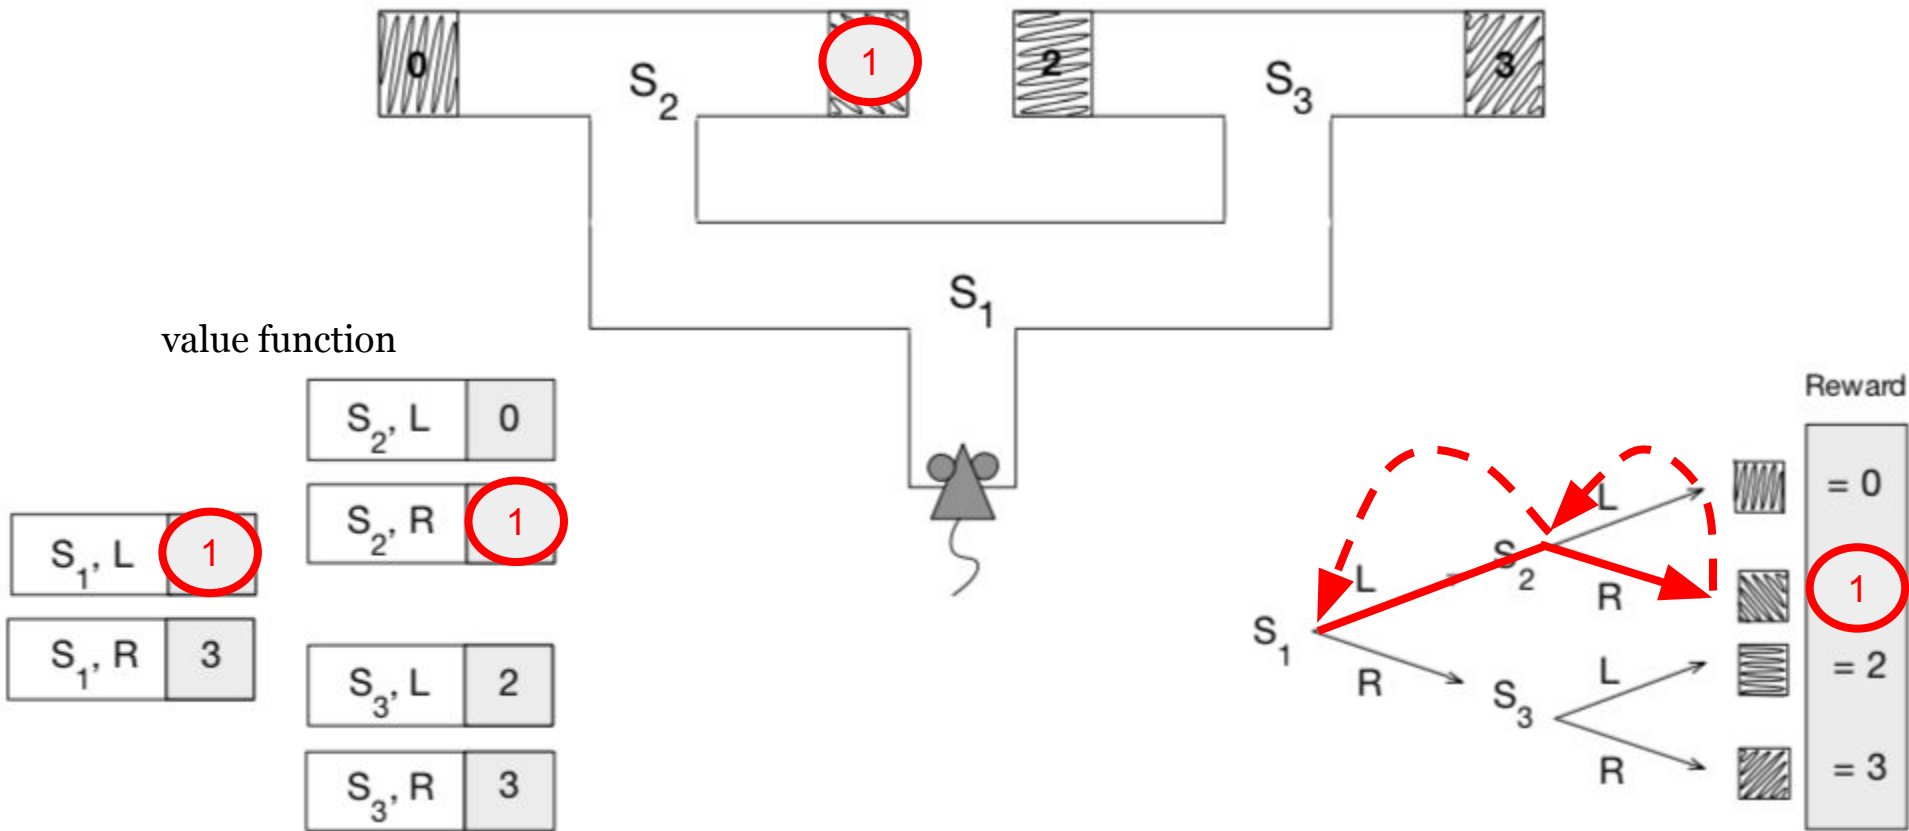 0 S2 1 2 S3 3
S1
value function
S2, L 0
S2, R 1
S1, L 1
S1, R 3
S3, L 2
S3, R 3
Reward
L = 0
L S2 R 1
S1
R S3 L = 2
R = 3